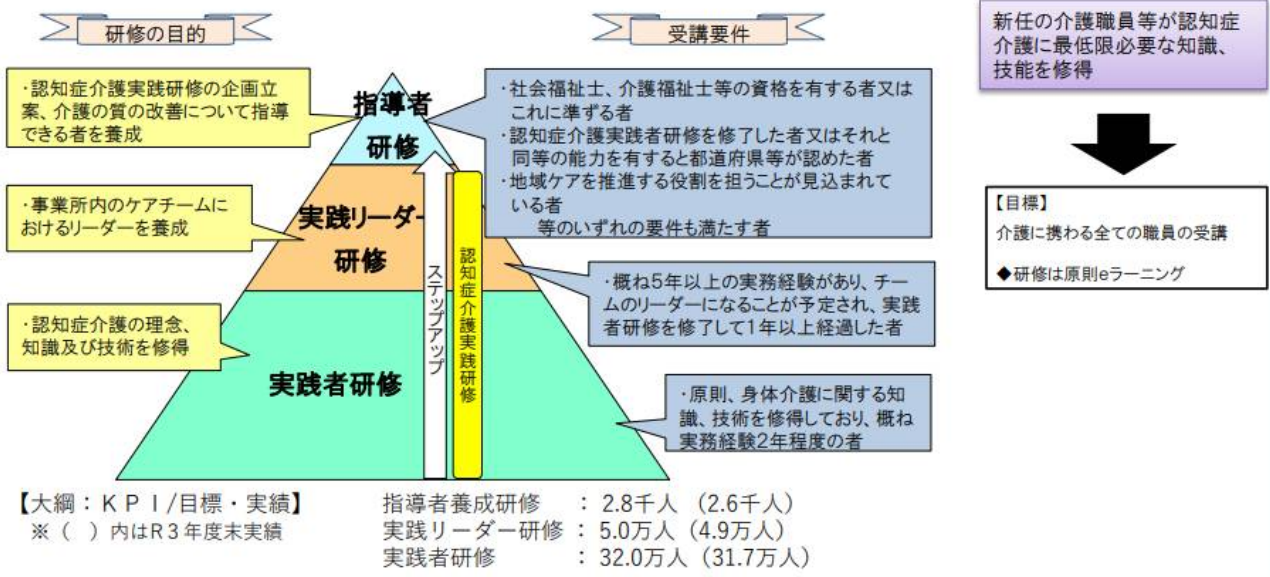 研修の目的
受講要件
・認知症介護実践研修の企画立
案、介護の質の改善について指導
できる者を養成
・事業所内のケアチームに
おけるリーダーを養成
・認知症介護の理念、
知識及び技術を修得
指導者
研修
実践リーダー
研修
実践者研修
ステップアップ
認知症介護実践研修
・社会福祉士、介護福祉士等の資格を有する者又は
これに準ずる者
・認知症介護実践者研修を修了した者又はそれと
同等の能力を有すると都道府県等が認めた者
・地域ケアを推進する役割を担うことが見込まれて
いる者
等のいずれの要件も満たす者
・概ね5年以上の実務経験があり、チー
ムのリーダーになることが予定され、実践
者研修を修了して1年以上経過した者
・原則、身体介護に関する知
識、技術を修得しており、概ね
実務経験2年程度の者
新任の介護職員等が認知症
介護に最低限必要な知識、
技能を修得
【目標】
介護に携わる全ての職員の受講
◆研修は原則eラーニング
【大綱：ＫＰＩ/目標・実績】
※（　）内はR３年度末実績
指導者養成研修　：2.8千人（2.6千人）
実践リーダー研修：5.0万人（4.9万人）
実践者研修　　　：32.0万人（31.7万人）